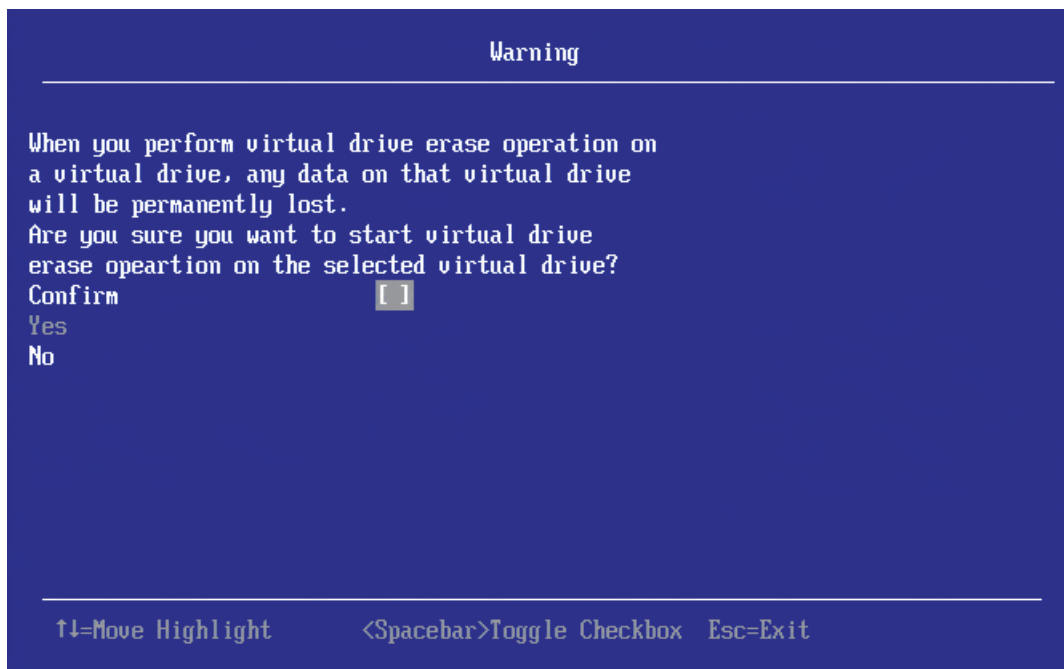 Warning
When you perform virtual drive erase operation on
a virtual drive, any data on that virtual drive
will be permanently lost.
Are you sure you want to start virtual drive
erase opeartion on the selected virtual drive?
Confirm [ ]
Yes
No
↑↓=Move Highlight <Spacebar>Toggle Checkbox Esc=Exit